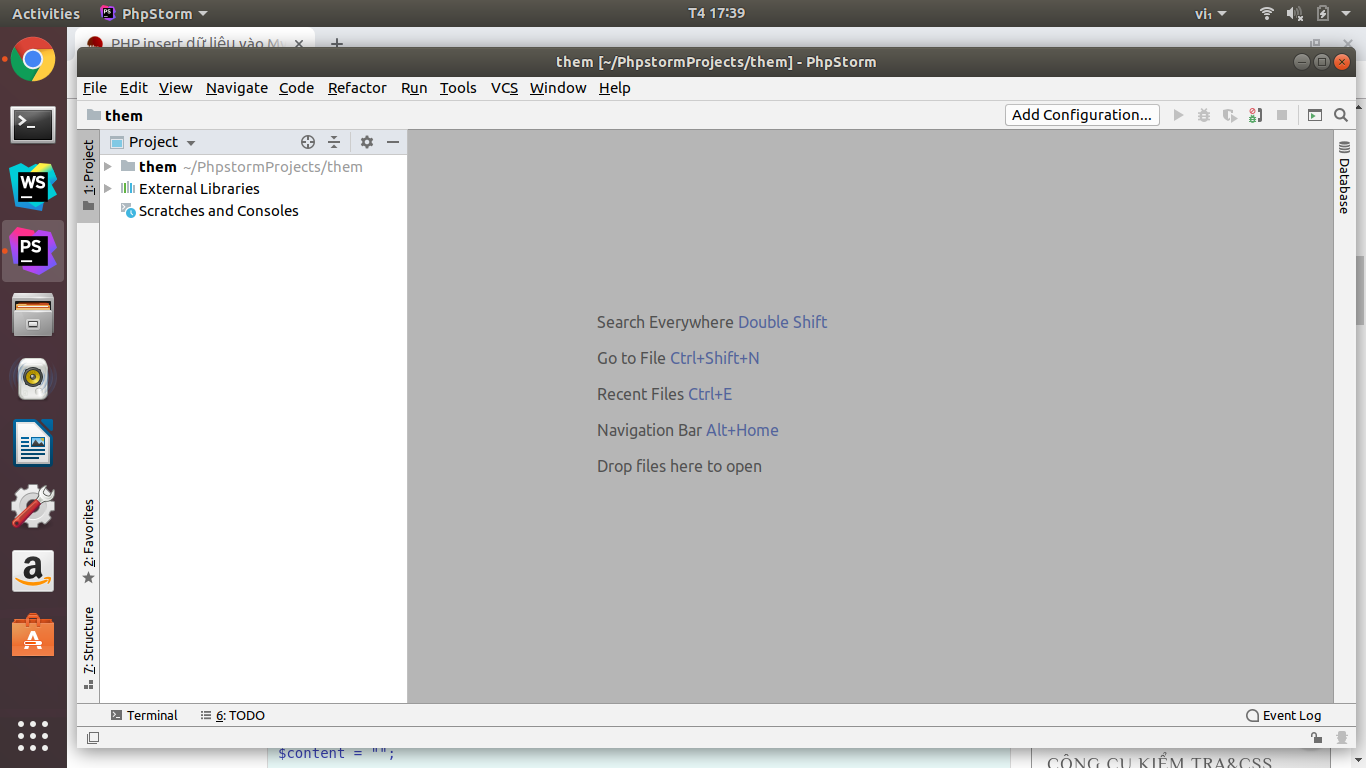 Activities PhpStorm T4 17:39 vi₁
PHP insert dữ liệu vào My
them [~/PhpstormProjects/them] - PhpStorm
File Edit View Navigate Code Refactor Run Tools VCS Window Help
them Add Configuration...
1: Project
Project
them ~/PhpstormProjects/them
External Libraries
Scratches and Consoles
Database
WS
PS
Search Everywhere Double Shift
Go to File Ctrl+Shift+N
Recent Files Ctrl+E
Navigation Bar Alt+Home
Drop files here to open
2: Favorites
7: Structure
Terminal 6: TODO Event Log
$content = "";
CÔNG CỤ KIỂM TRA&CSS